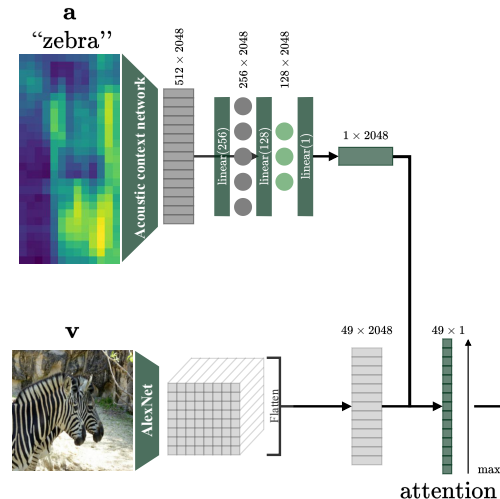 a
“zebra”
Acoustic context network
512 × 2048
linear(256)
256 × 2048
linear(128)
128 × 2048
linear(1)
1 × 2048
v
AlexNet
Flatten
49 × 2048
49 × 1
max
attention